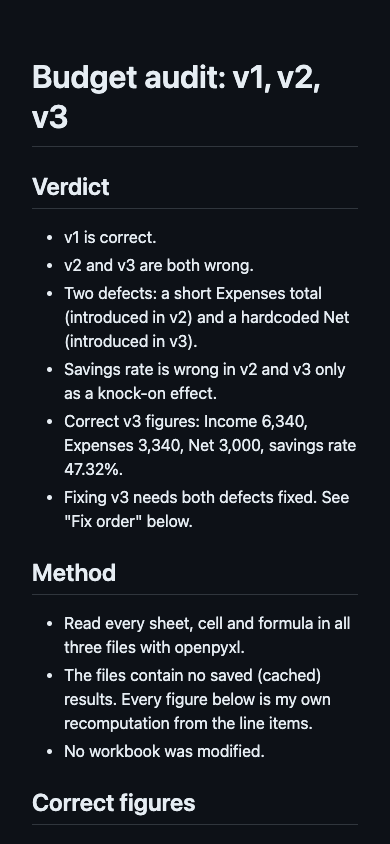 Budget audit: v1, v2,
v3
Verdict
• v1 is correct.
• v2 and v3 are both wrong.
• Two defects: a short Expenses total
(introduced in v2) and a hardcoded Net
(introduced in v3).
• Savings rate is wrong in v2 and v3 only
as a knock-on effect.
• Correct v3 figures: Income 6,340,
Expenses 3,340, Net 3,000, savings rate
47.32%.
• Fixing v3 needs both defects fixed. See
"Fix order" below.
Method
• Read every sheet, cell and formula in all
three files with openpyxl.
• The files contain no saved (cached)
results. Every figure below is my own
recomputation from the line items.
• No workbook was modified.
Correct figures